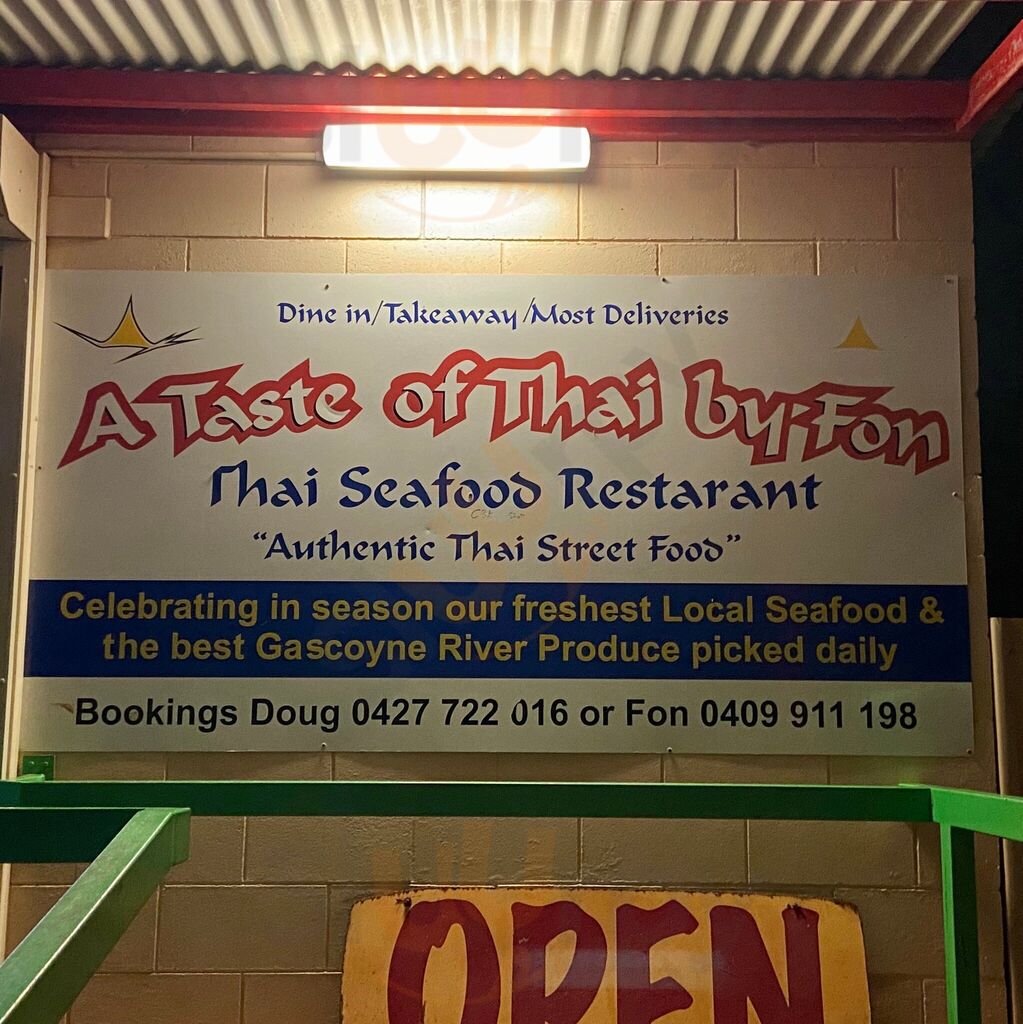 Dine in/Takeaway/Most Deliveries
A Taste of Thai by Fon
Thai Seafood Restarant
“Authentic Thai Street Food”
Celebrating in season our freshest Local Seafood &
the best Gascoyne River Produce picked daily
Bookings Doug 0427 722 016 or Fon 0409 911 198
OPEN